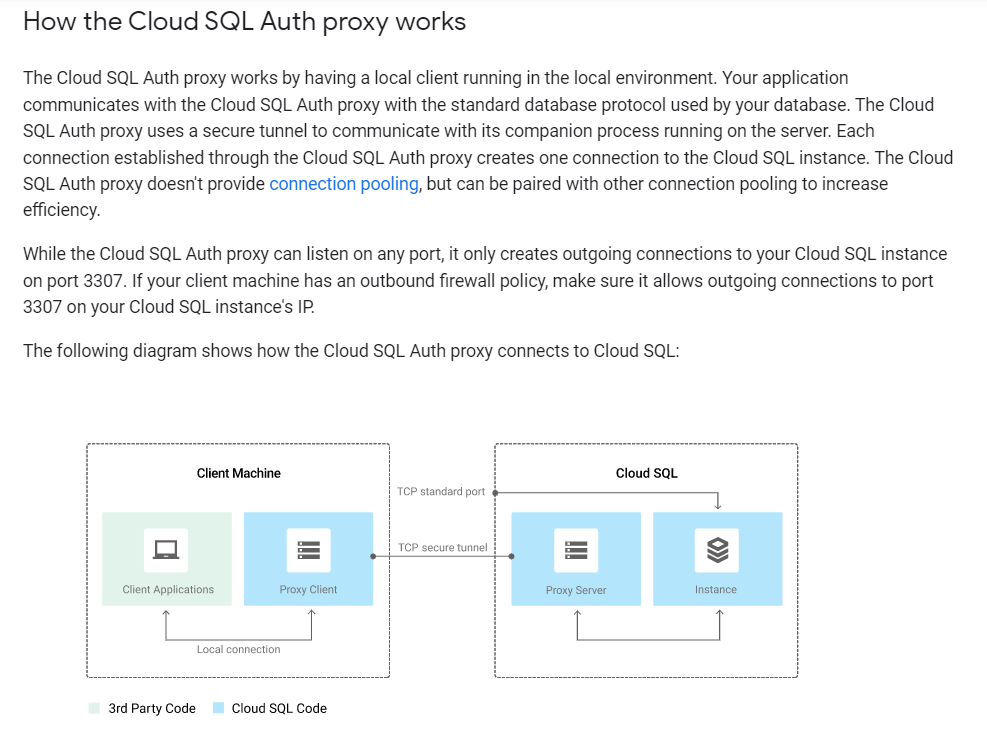 How the Cloud SQL Auth proxy works
The Cloud SQL Auth proxy works by having a local client running in the local environment. Your application
communicates with the Cloud SQL Auth proxy with the standard database protocol used by your database. The Cloud
SQL Auth proxy uses a secure tunnel to communicate with its companion process running on the server. Each
connection established through the Cloud SQL Auth proxy creates one connection to the Cloud SQL instance. The Cloud
SQL Auth proxy doesn't provide connection pooling, but can be paired with other connection pooling to increase
efficiency.
While the Cloud SQL Auth proxy can listen on any port, it only creates outgoing connections to your Cloud SQL instance
on port 3307. If your client machine has an outbound firewall policy, make sure it allows outgoing connections to port
3307 on your Cloud SQL instance's IP.
The following diagram shows how the Cloud SQL Auth proxy connects to Cloud SQL:
Client Machine
Cloud SQL
TCP standard port
TCP secure tunnel
Client Applications
Proxy Client
Proxy Server
Instance
Local connection
3rd Party Code
Cloud SQL Code